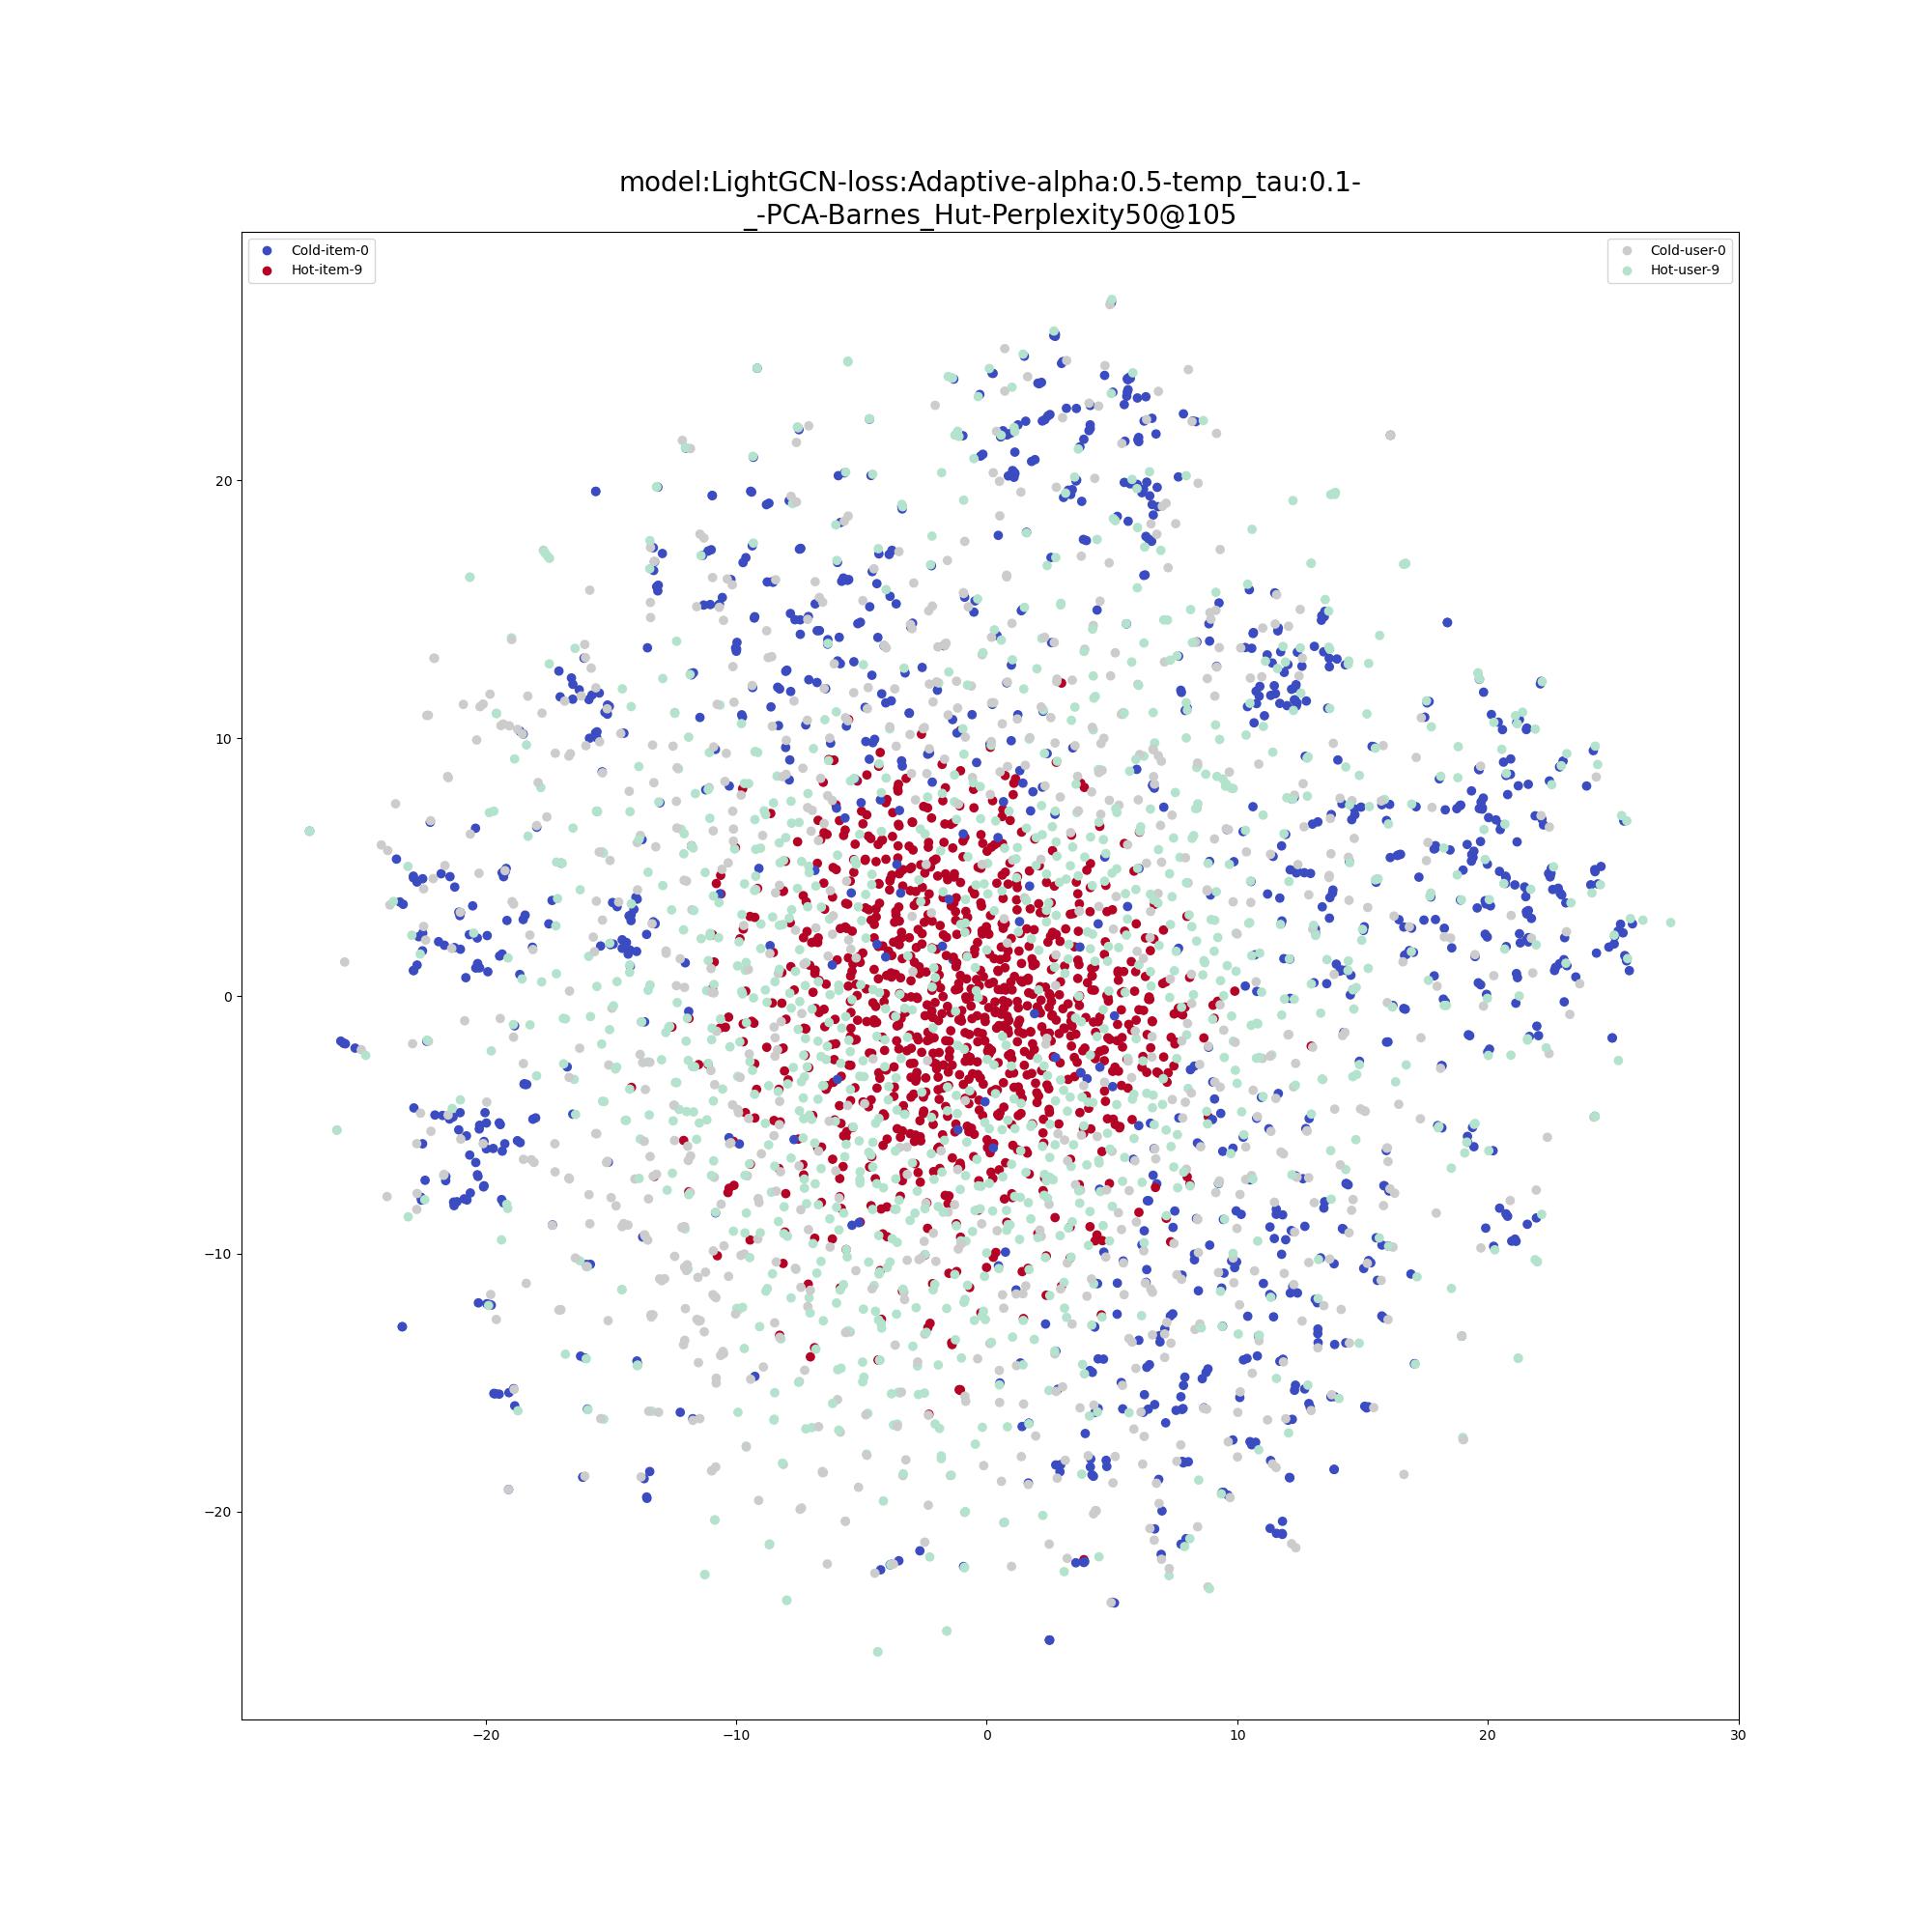 model:LightGCN-loss:Adaptive-alpha:0.5-temp_tau:0.1-
_-PCA-Barnes_Hut-Perplexity50@105
Cold-item-0
Hot-item-9
Cold-user-0
Hot-user-9
20
10
0
−10
−20
−20
−10
0
10
20
30